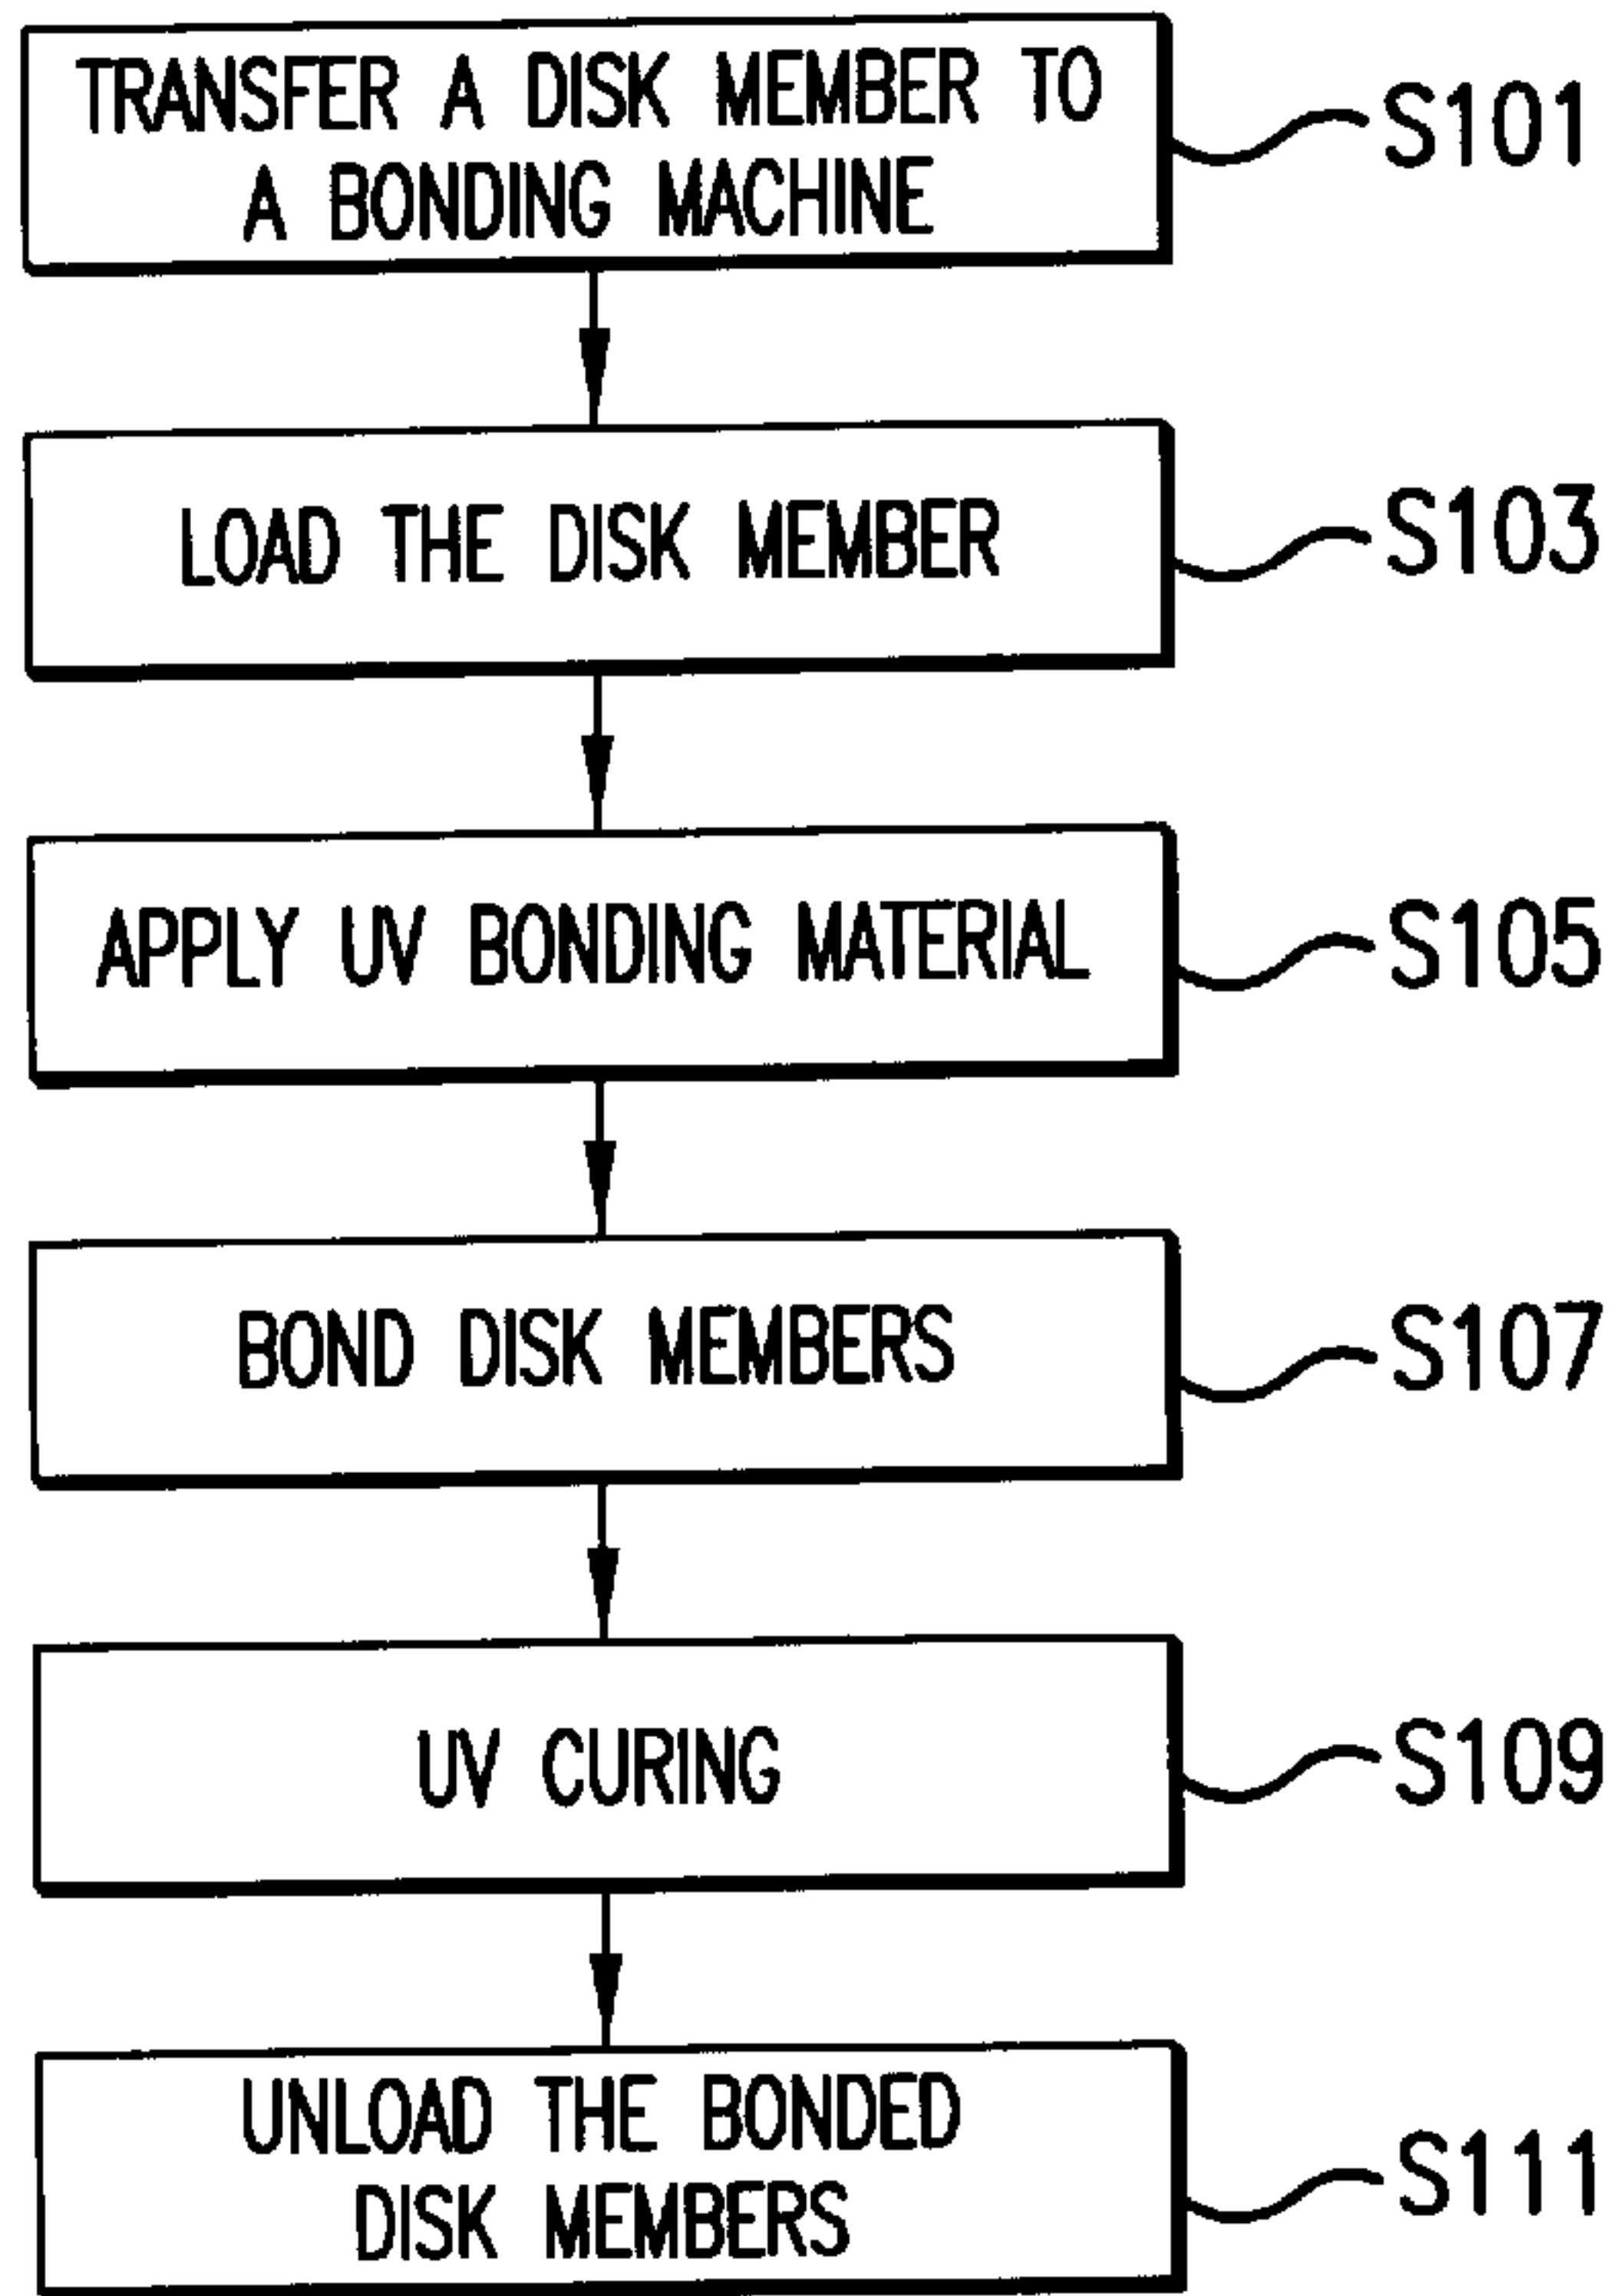 TRANSFER A DISK MEMBER TO
A BONDING MACHINE
S101
LOAD THE DISK MEMBER
S103
APPLY UV BONDING MATERIAL
S105
BOND DISK MEMBERS
S107
UV CURING
S109
UNLOAD THE BONDED
DISK MEMBERS
S111